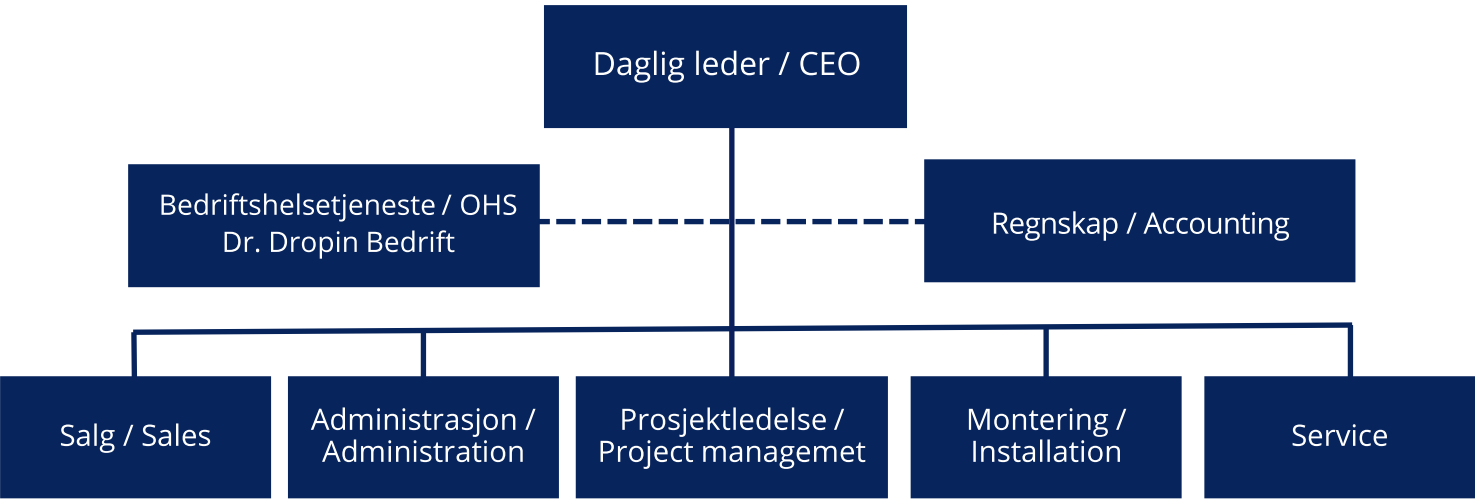 Daglig leder / CEO
Bedriftshelsetjeneste / OHS
Dr. Dropin Bedrift
Regnskap / Accounting
Salg / Sales
Administrasjon /
Administration
Prosjektledelse /
Project managemet
Montering /
Installation
Service